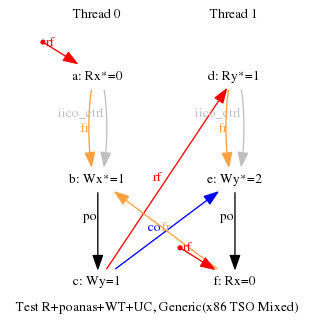 Thread 0 Thread 1
rf
a: Rx*=0 d: Ry*=1
iico_ctrl iico_ctrl
fr fr
b: Wx*=1 rf e: Wy*=2
po po
co fr
rf
c: Wy=1 f: Rx=0
Test R+poanas+WT+UC, Generic(x86 TSO Mixed)